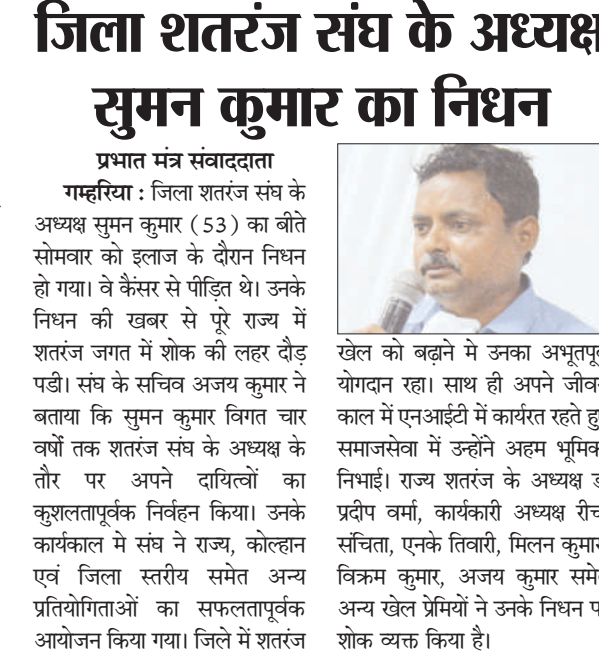 जिला शतरंज संघ के अध्यक्ष
सुमन कुमार का निधन
प्रभात मंत्र संवाददाता
गम्हरिया : जिला शतरंज संघ के
अध्यक्ष सुमन कुमार (53) का बीते
सोमवार को इलाज के दौरान निधन
हो गया। वे कैंसर से पीड़ित थे। उनके
निधन की खबर से पूरे राज्य में
शतरंज जगत में शोक की लहर दौड़
पडी। संघ के सचिव अजय कुमार ने
बताया कि सुमन कुमार विगत चार
वर्षों तक शतरंज संघ के अध्यक्ष के
तौर पर अपने दायित्वों का
कुशलतापूर्वक निर्वहन किया। उनके
कार्यकाल मे संघ ने राज्य, कोल्हान
एवं जिला स्तरीय समेत अन्य
प्रतियोगिताओं का सफलतापूर्वक
आयोजन किया गया। जिले में शतरंज
खेल को बढ़ाने मे उनका
योगदान रहा। साथ ही अपने
काल में एनआईटी में कार्यरत रहते
समाजसेवा में उन्होंने अहम
निभाई। राज्य शतरंज के अध्यक्ष
प्रदीप वर्मा, कार्यकारी अध्यक्ष
संचिता, एनके तिवारी, मिलन कुमार
विक्रम कुमार, अजय कुमार
अन्य खेल प्रेमियों ने उनके निधन
शोक व्यक्त किया है।